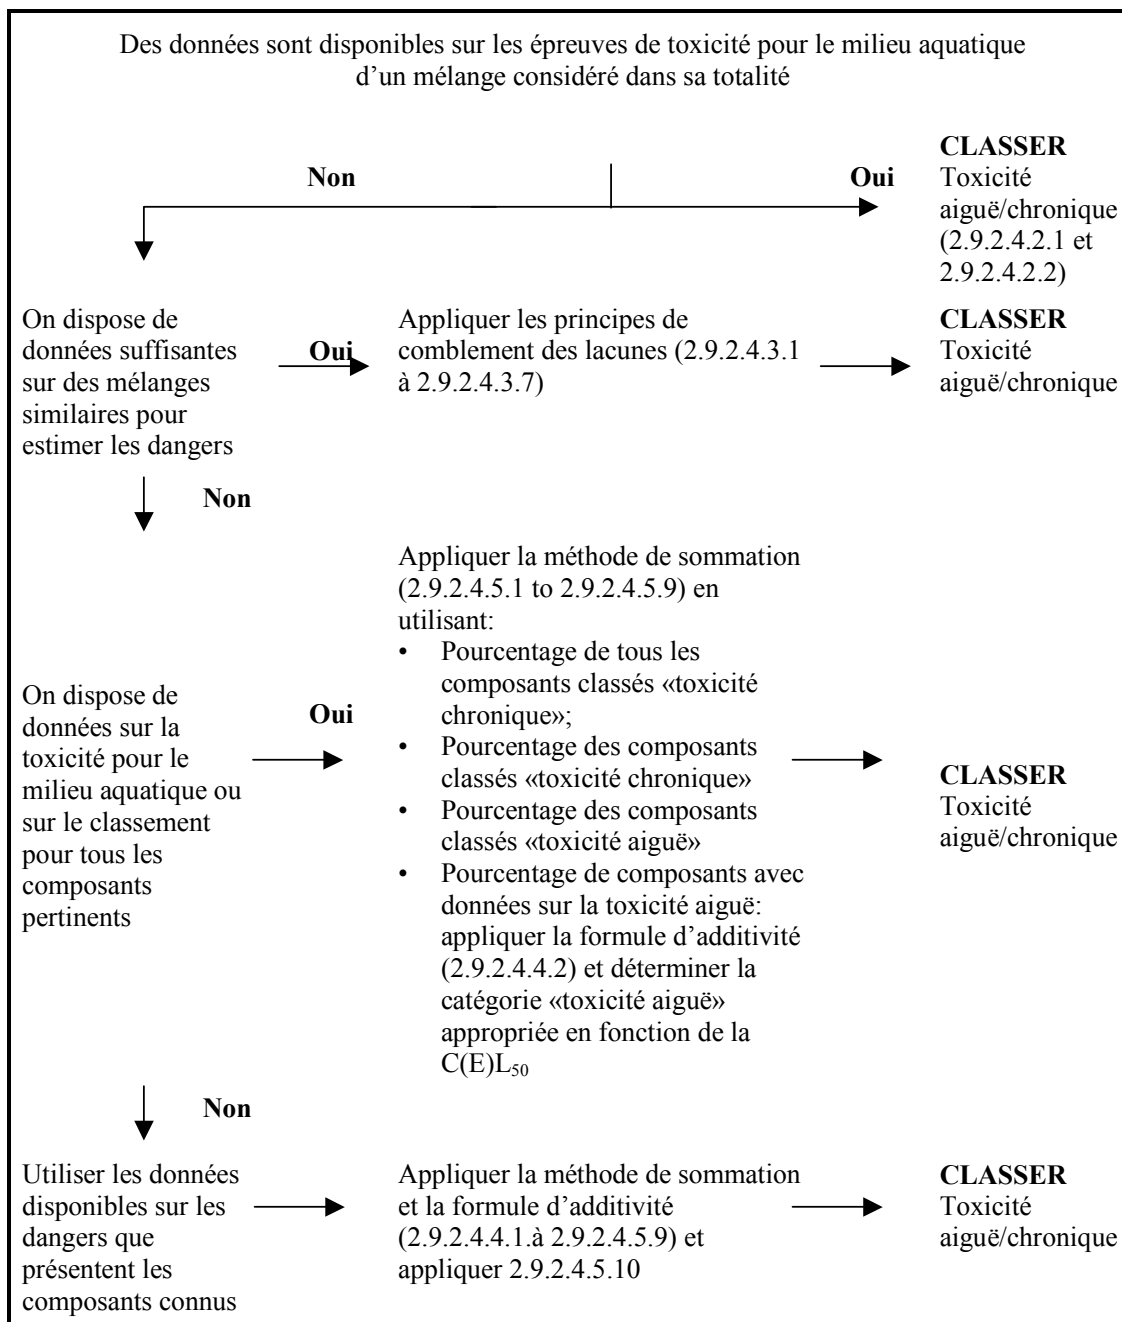 Des données sont disponibles sur les épreuves de toxicité pour le milieu aquatique
d’un mélange considéré dans sa totalité
Non
Oui
CLASSER
Toxicité
aiguë/chronique
(2.9.2.4.2.1 et
2.9.2.4.2.2)
On dispose de
données suffisantes
sur des mélanges
similaires pour
estimer les dangers
Oui
Appliquer les principes de
comblement des lacunes (2.9.2.4.3.1
à 2.9.2.4.3.7)
CLASSER
Toxicité
aiguë/chronique
Non
On dispose de
données sur la
toxicité pour le
milieu aquatique ou
sur le classement
pour tous les
composants
pertinents
Oui
Appliquer la méthode de sommation
(2.9.2.4.5.1 to 2.9.2.4.5.9) en
utilisant:
• Pourcentage de tous les
composants classés «toxicité
chronique»;
• Pourcentage des composants
classés «toxicité chronique»
• Pourcentage des composants
classés «toxicité aiguë»
• Pourcentage de composants avec
données sur la toxicité aiguë:
appliquer la formule d’additivité
(2.9.2.4.4.2) et déterminer la
catégorie «toxicité aiguë»
appropriée en fonction de la
C(E)L50
CLASSER
Toxicité
aiguë/chronique
Non
Utiliser les données
disponibles sur les
dangers que
présentent les
composants connus
Appliquer la méthode de sommation
et la formule d’additivité
(2.9.2.4.4.1.à 2.9.2.4.5.9) et
appliquer 2.9.2.4.5.10
CLASSER
Toxicité
aiguë/chronique